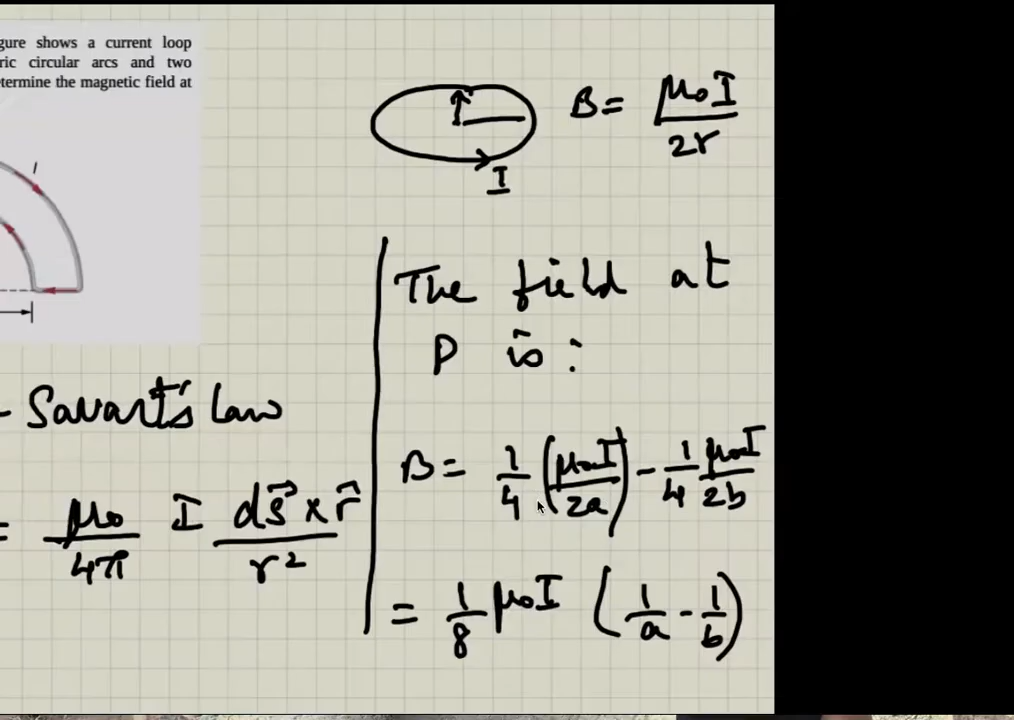 gure shows a current loop
ric circular arcs and two
termine the magnetic field at
I
B = μ₀I / 2r
I
The field at
P is :
- Savart's Law
= μ₀/4π I ds⃗ × r̂ / r²
B = 1/4 (μ₀I/2a) - 1/4 μ₀I/2b
= 1/8 μ₀I (1/a - 1/b)